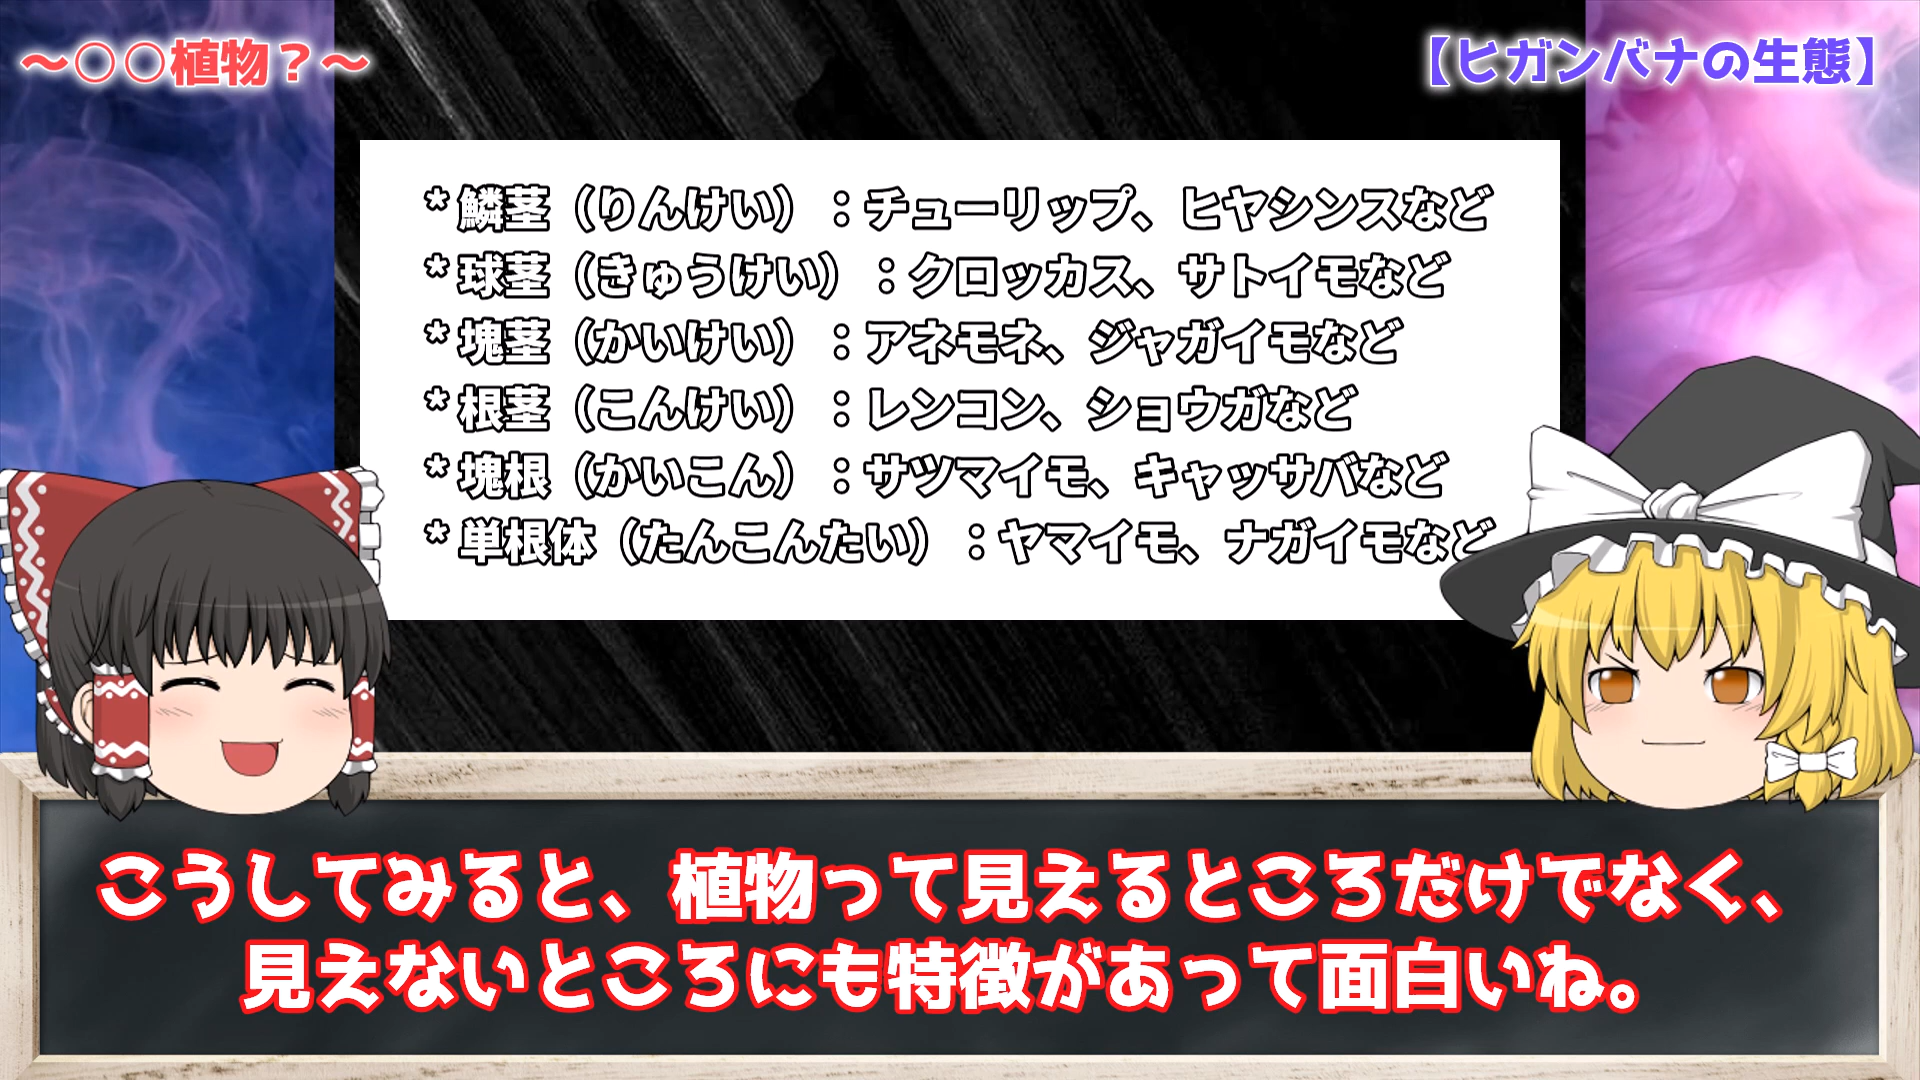 ～○○植物？～
【ヒガンバナの生態】
*鱗茎（りんけい）：チューリップ、ヒヤシンスなど
*球茎（きゅうけい）：クロッカス、サトイモなど
*塊茎（かいけい）：アネモネ、ジャガイモなど
*根茎（こんけい）：レンコン、ショウガなど
*塊根（かいこん）：サツマイモ、キャッサバなど
*単根体（たんこんたい）：ヤマイモ、ナガイモなど
こうしてみると、植物って見えるところだけでなく、
見えないところにも特徴があって面白いね。